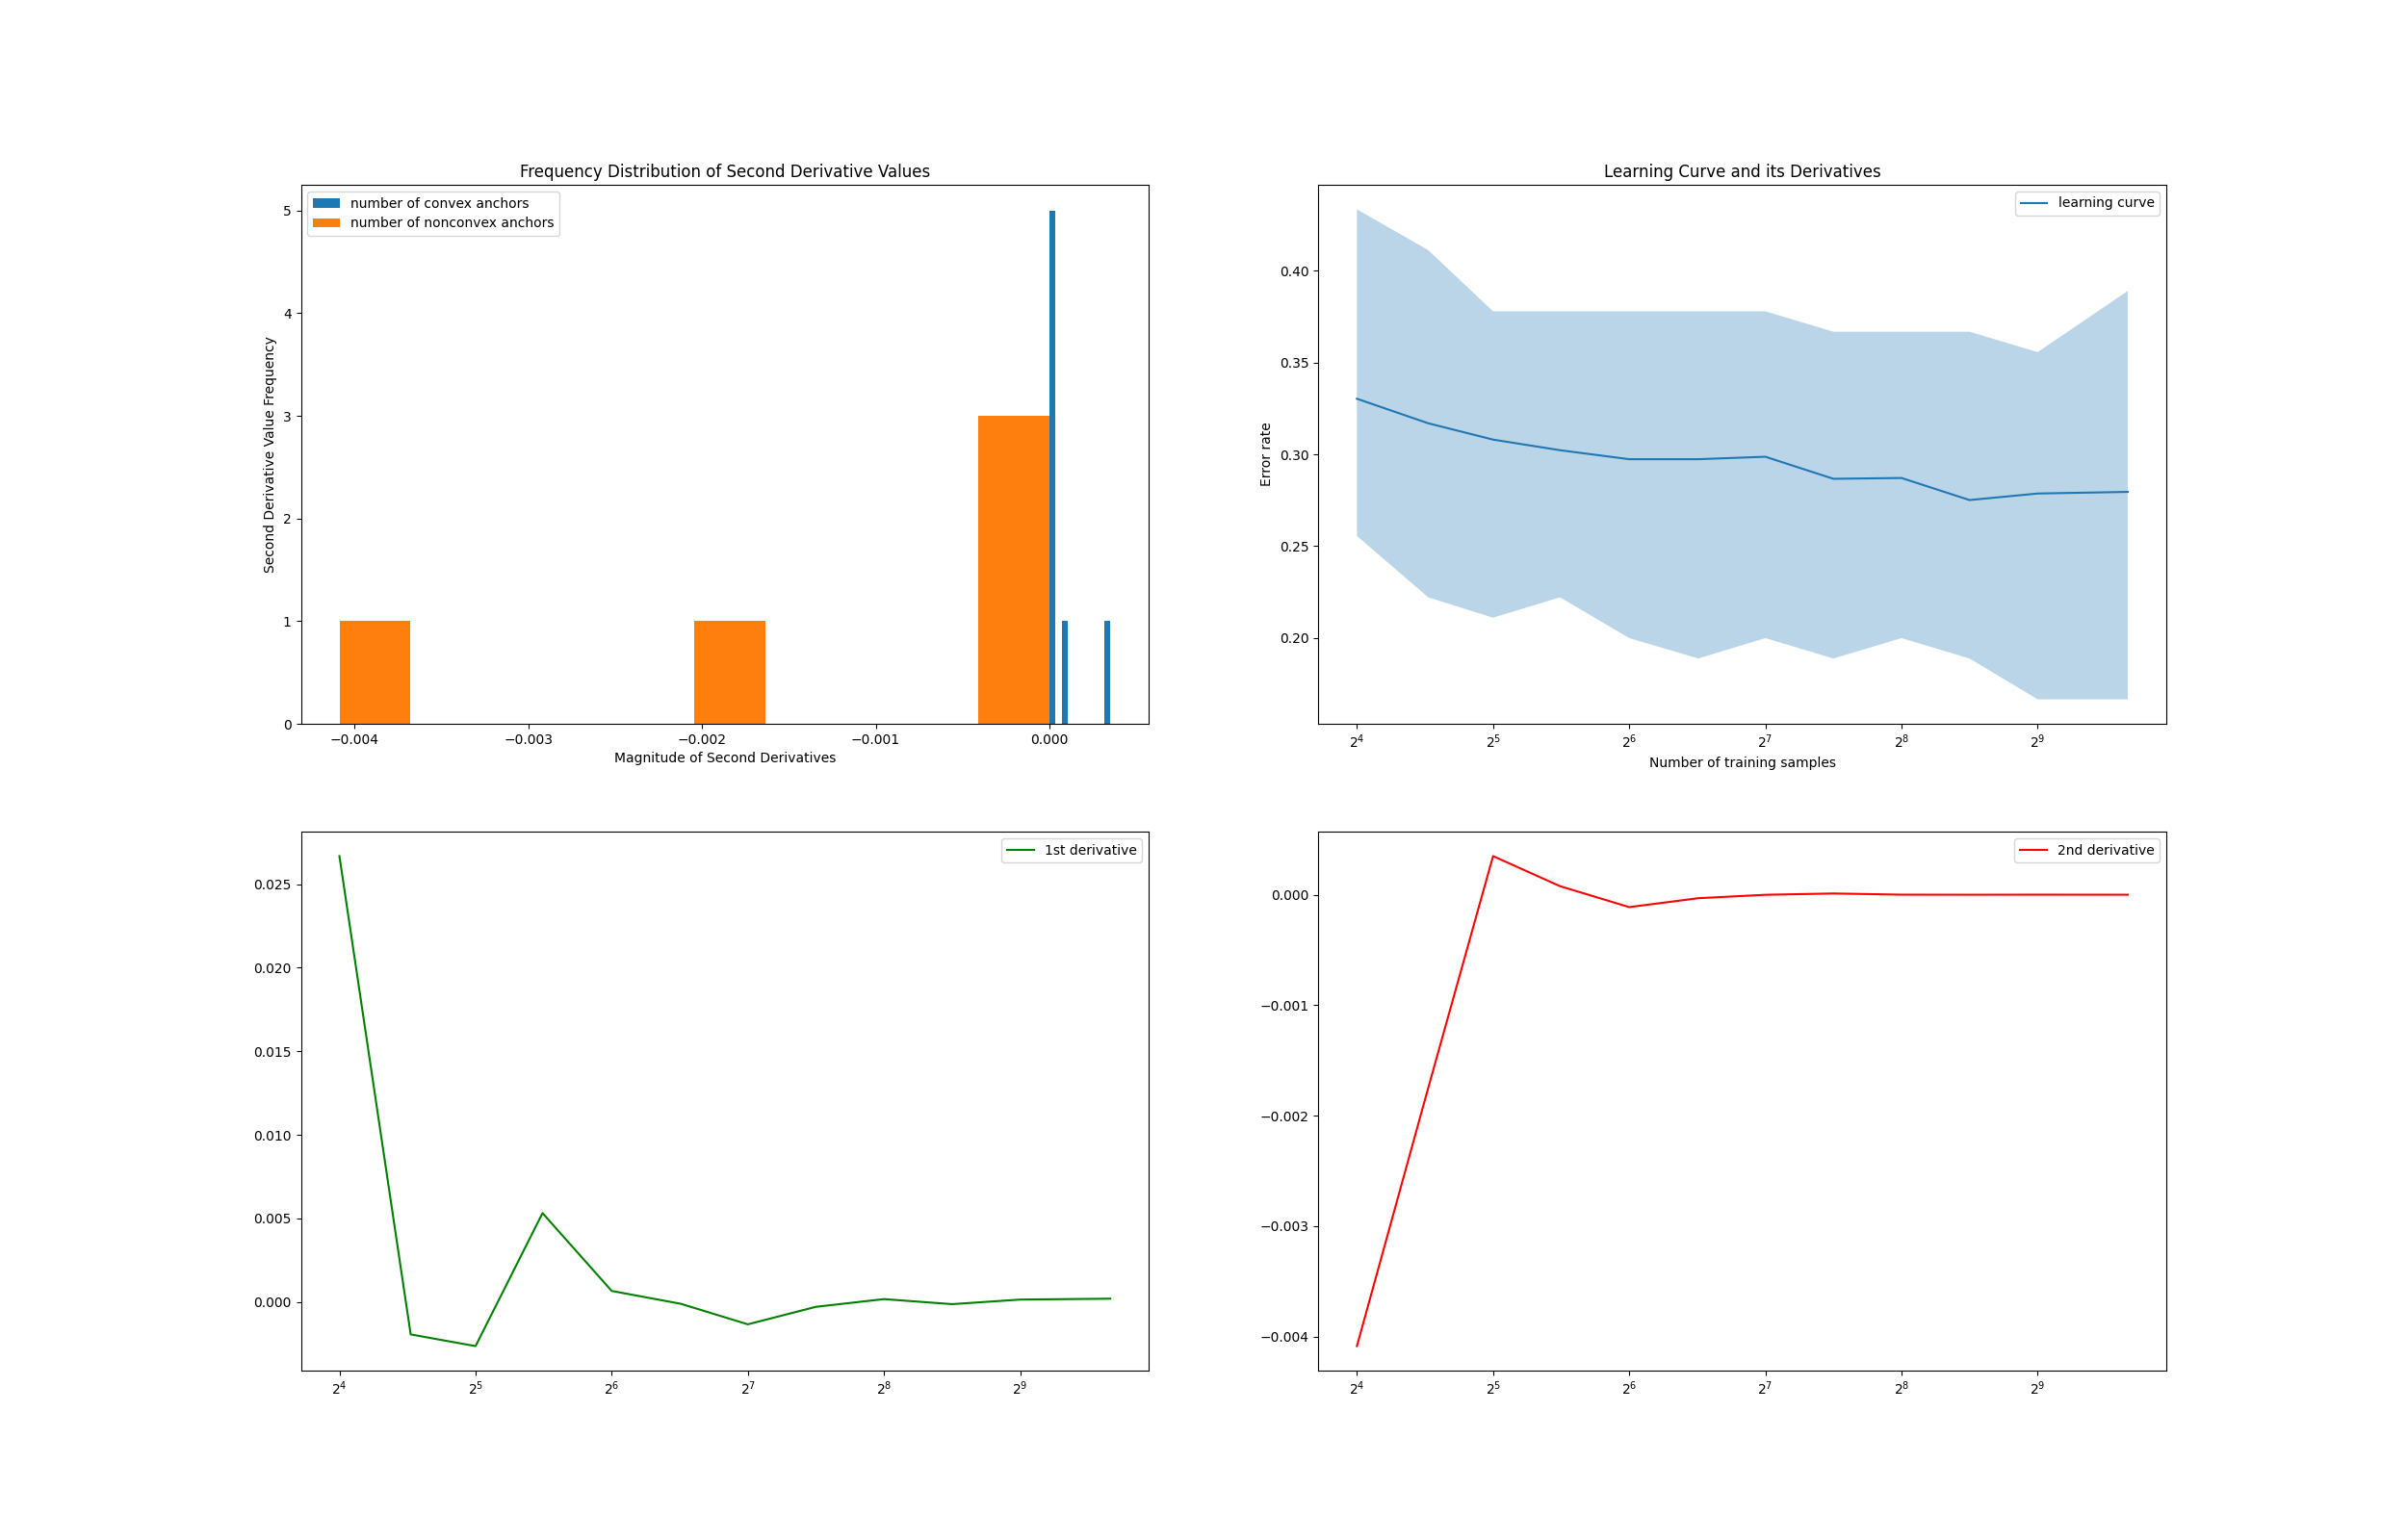 Frequency Distribution of Second Derivative Values
number of convex anchors
number of nonconvex anchors
Second Derivative Value Frequency
5
4
3
2
1
0
−0.004 −0.003 −0.002 −0.001 0.000
Magnitude of Second Derivatives
Learning Curve and its Derivatives
learning curve
Error rate
0.40
0.35
0.30
0.25
0.20
2⁴ 2⁵ 2⁶ 2⁷ 2⁸ 2⁹
Number of training samples
1st derivative
0.025
0.020
0.015
0.010
0.005
0.000
2⁴ 2⁵ 2⁶ 2⁷ 2⁸ 2⁹
2nd derivative
0.000
−0.001
−0.002
−0.003
−0.004
2⁴ 2⁵ 2⁶ 2⁷ 2⁸ 2⁹